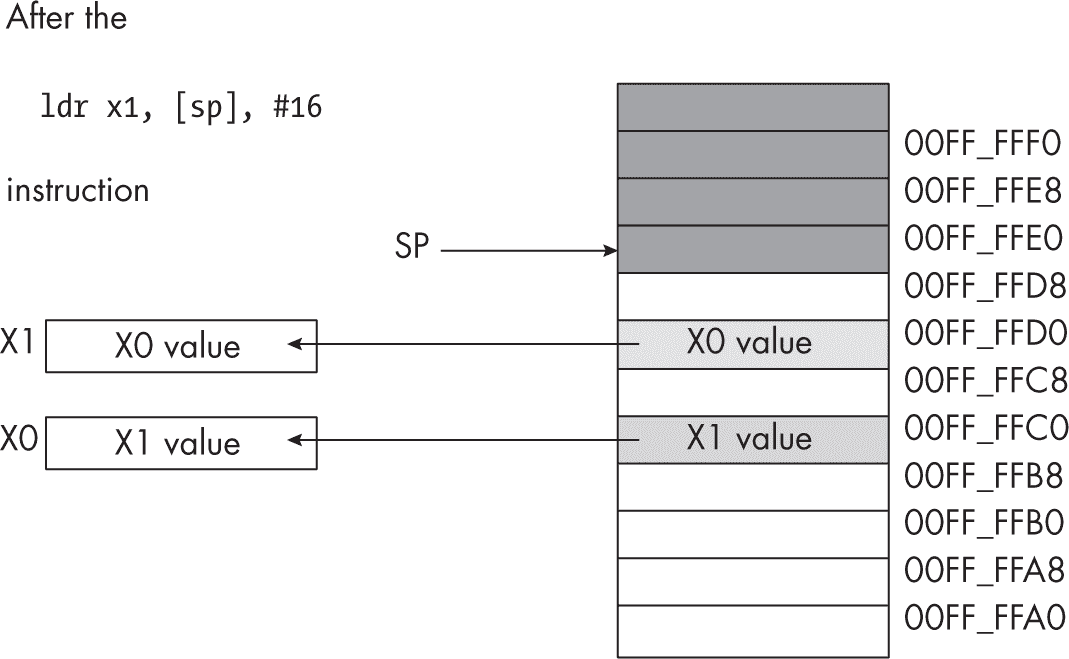 After the
ldr x1, [sp], #16
instruction
00FF_FFF0
00FF_FFE8
00FF_FFE0
SP
00FF_FFD8
X1 X0 value X0 value 00FF_FFD0
00FF_FFC8
X0 X1 value X1 value 00FF_FFC0
00FF_FFB8
00FF_FFB0
00FF_FFA8
00FF_FFA0